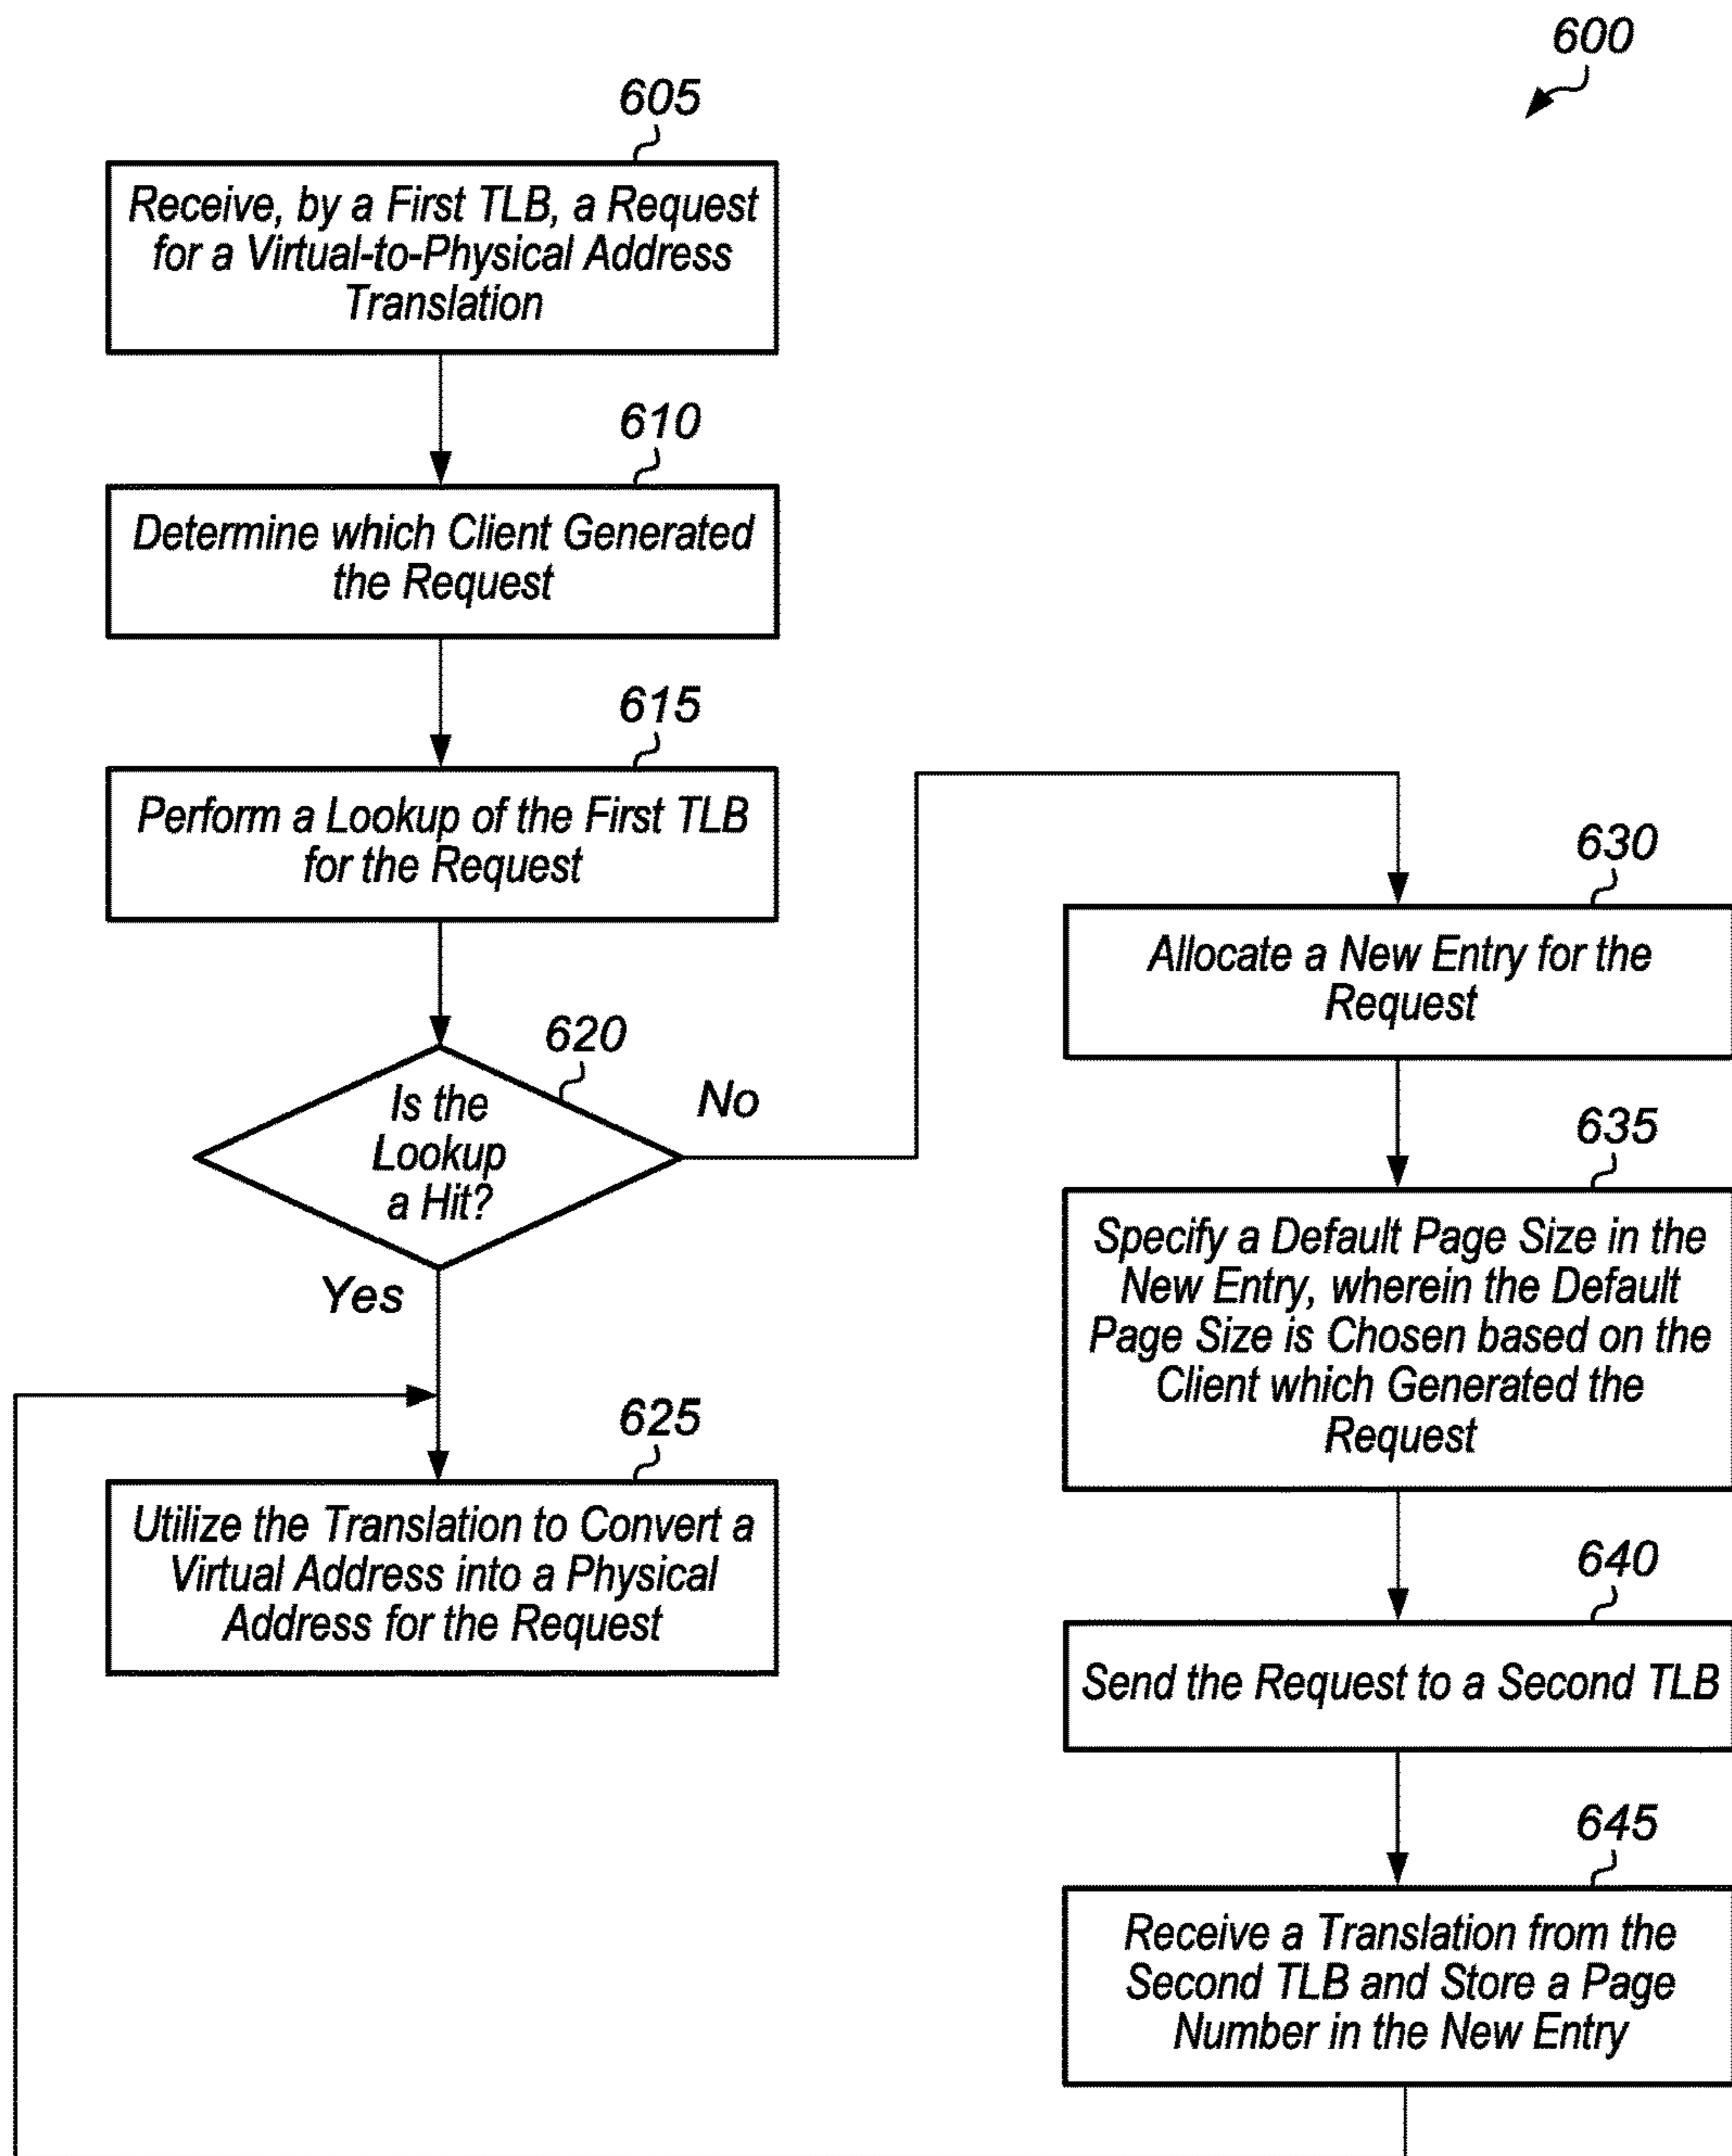 600
605
Receive, by a First TLB, a Request
for a Virtual-to-Physical Address
Translation
610
Determine which Client Generated
the Request
615
Perform a Lookup of the First TLB
for the Request
620
Is the
Lookup
a Hit?
No
Yes
625
Utilize the Translation to Convert a
Virtual Address into a Physical
Address for the Request
630
Allocate a New Entry for the
Request
635
Specify a Default Page Size in the
New Entry, wherein the Default
Page Size is Chosen based on the
Client which Generated the
Request
640
Send the Request to a Second TLB
645
Receive a Translation from the
Second TLB and Store a Page
Number in the New Entry